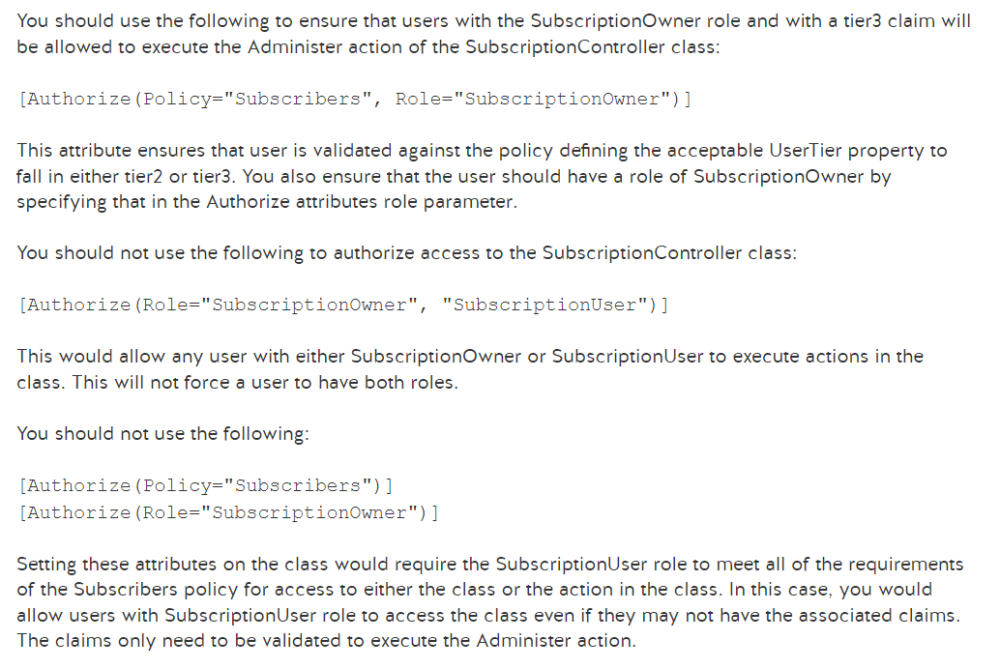 You should use the following to ensure that users with the SubscriptionOwner role and with a tier3 claim will
be allowed to execute the Administer action of the SubscriptionController class:
[Authorize(Policy="Subscribers", Role="SubscriptionOwner")]
This attribute ensures that user is validated against the policy defining the acceptable UserTier property to
fall in either tier2 or tier3. You also ensure that the user should have a role of SubscriptionOwner by
specifying that in the Authorize attributes role parameter.
You should not use the following to authorize access to the SubscriptionController class:
[Authorize(Role="SubscriptionOwner", "SubscriptionUser")]
This would allow any user with either SubscriptionOwner or SubscriptionUser to execute actions in the
class. This will not force a user to have both roles.
You should not use the following:
[Authorize(Policy="Subscribers")]
[Authorize(Role="SubscriptionOwner")]
Setting these attributes on the class would require the SubscriptionUser role to meet all of the requirements
of the Subscribers policy for access to either the class or the action in the class. In this case, you would
allow users with SubscriptionUser role to access the class even if they may not have the associated claims.
The claims only need to be validated to execute the Administer action.